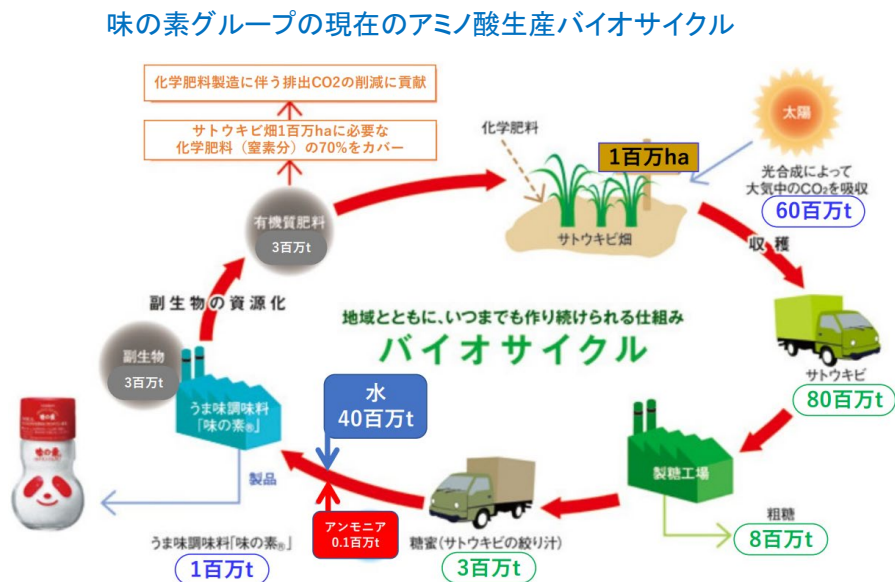 味の素グループの現在のアミノ酸生産バイオサイクル
化学肥料製造に伴う排出CO2の削減に貢献
サトウキビ畑1百万haに必要な
化学肥料(窒素分)の70%をカバー
化学肥料
1百万ha
太陽
光合成によって
大気中のCO₂を吸収
60百万t
有機質肥料
3百万t
サトウキビ畑
収穫
副生物の資源化
地域とともに、いつまでも作り続けられる仕組み
バイオサイクル
副生物
3百万t
サトウキビ
80百万t
うま味調味料
「味の素®」
水
40百万t
味の素®
製糖工場
製品
アンモニア
0.1百万t
糖蜜(サトウキビの絞り汁)
3百万t
粗糖
8百万t
うま味調味料「味の素®」
1百万t